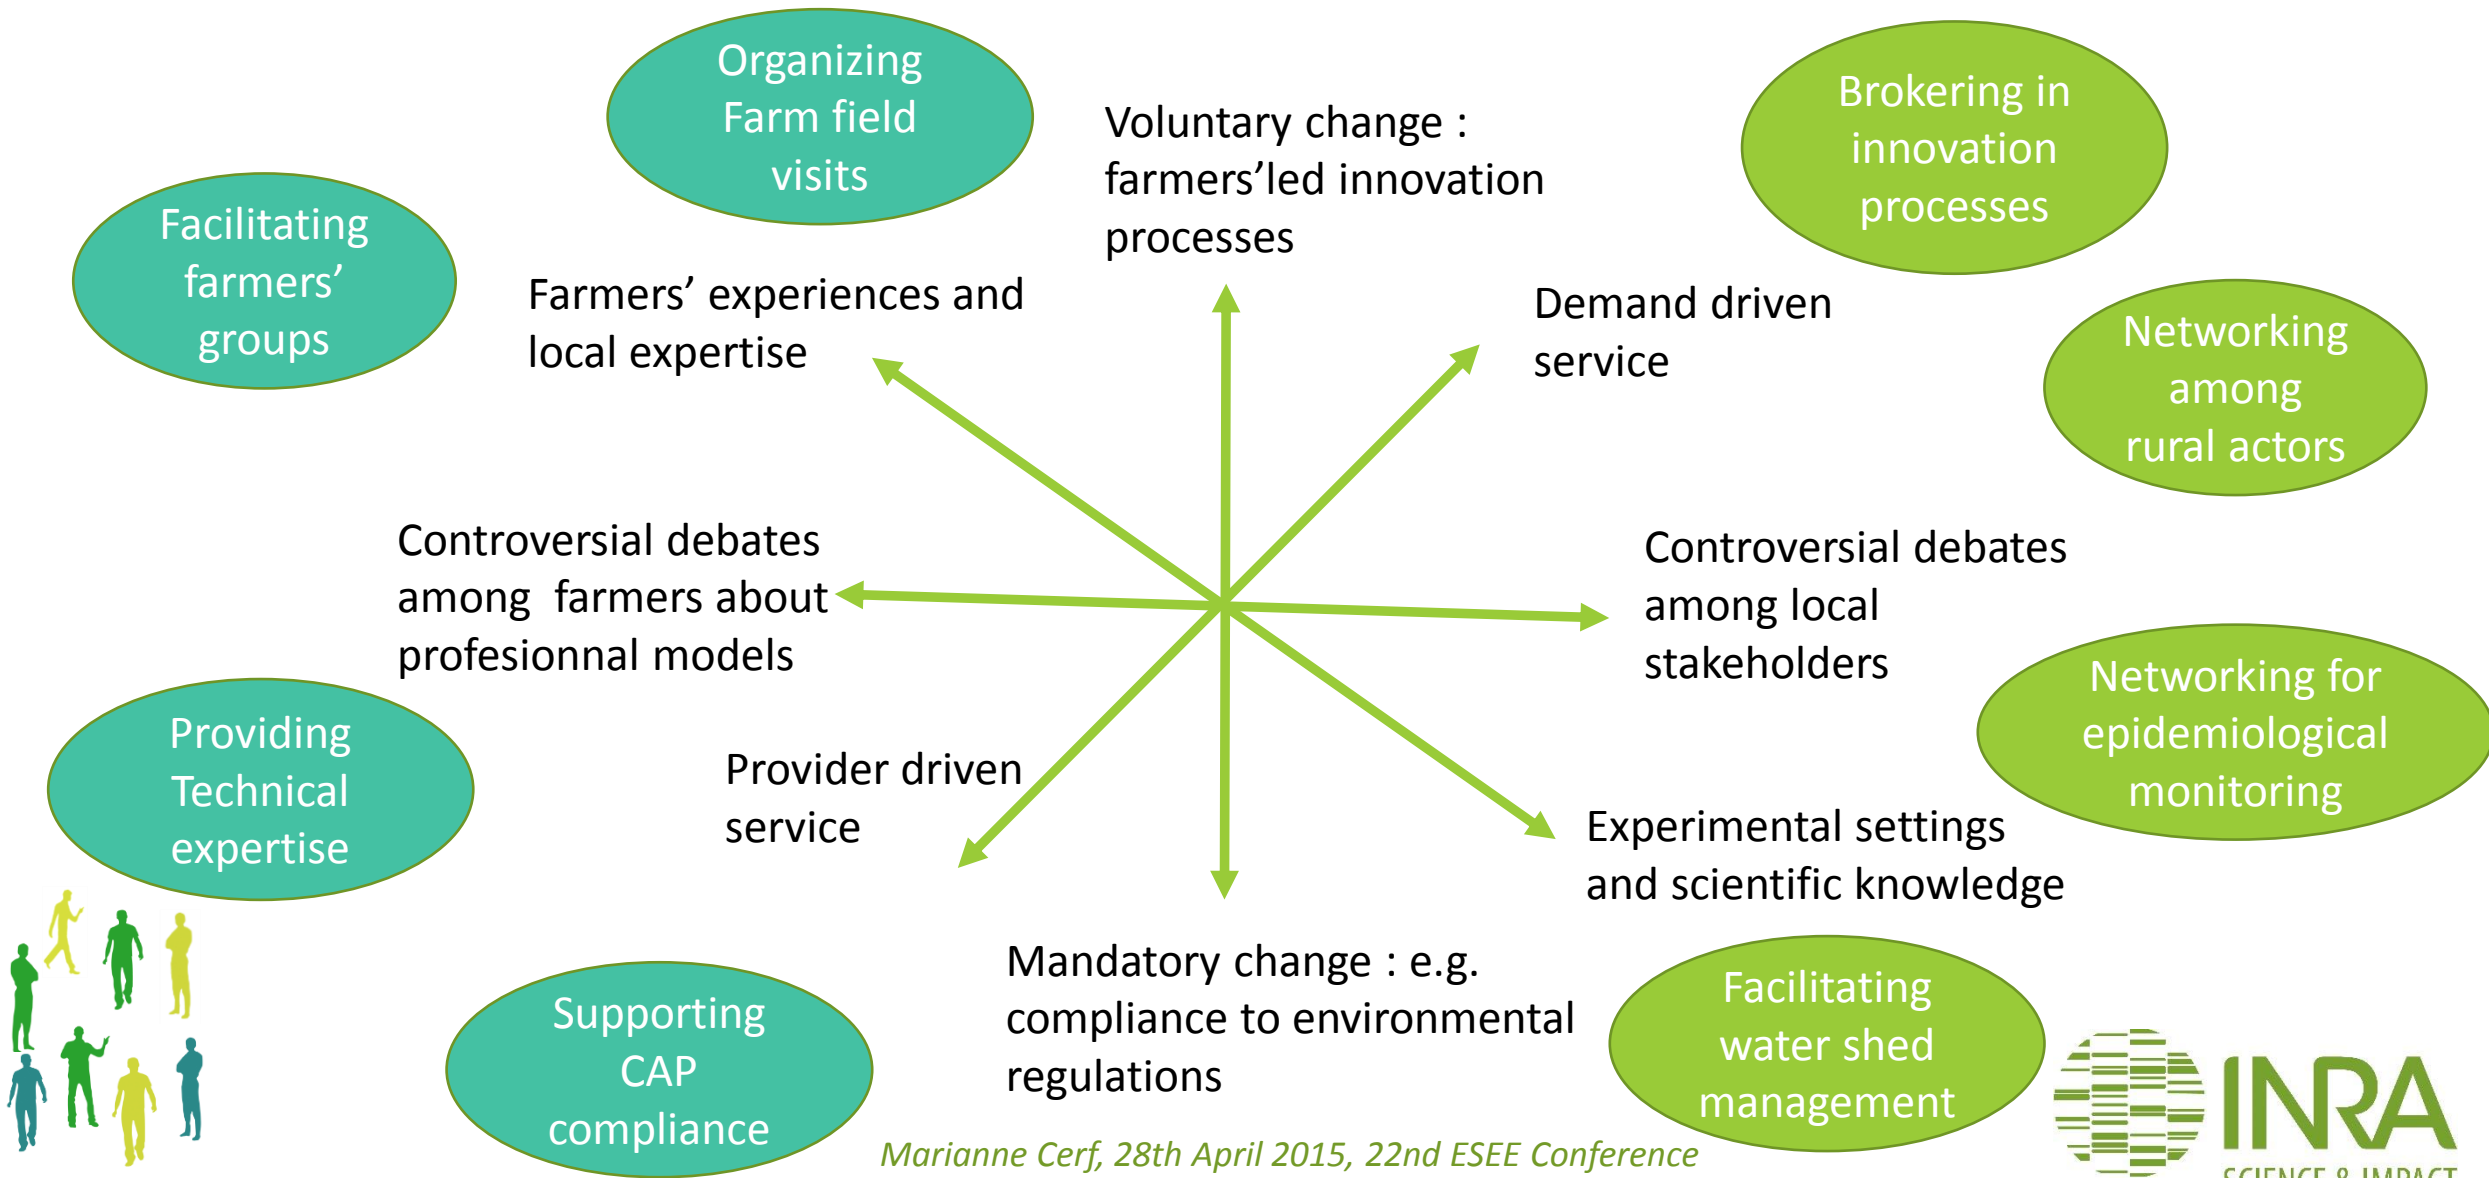 Organizing
Farm field
visits
Brokering in
innovation
processes
Voluntary change :
farmers'led innovation
processes
Facilitating
farmers'
groups
Farmers' experiences and
local expertise
Demand driven
service
Networking
among
rural actors
Controversial debates
among  farmers about
profesionnal models
Controversial debates
among local
stakeholders
Networking for
epidemiological
monitoring
Providing
Technical
expertise
Provider driven
service
Experimental settings
and scientific knowledge
Mandatory change : e.g.
compliance to environmental
regulations
Supporting
CAP
compliance
Facilitating
water shed
management
Marianne Cerf, 28th April 2015, 22nd ESEE Conference
INRA
SCIENCE & IMPACT